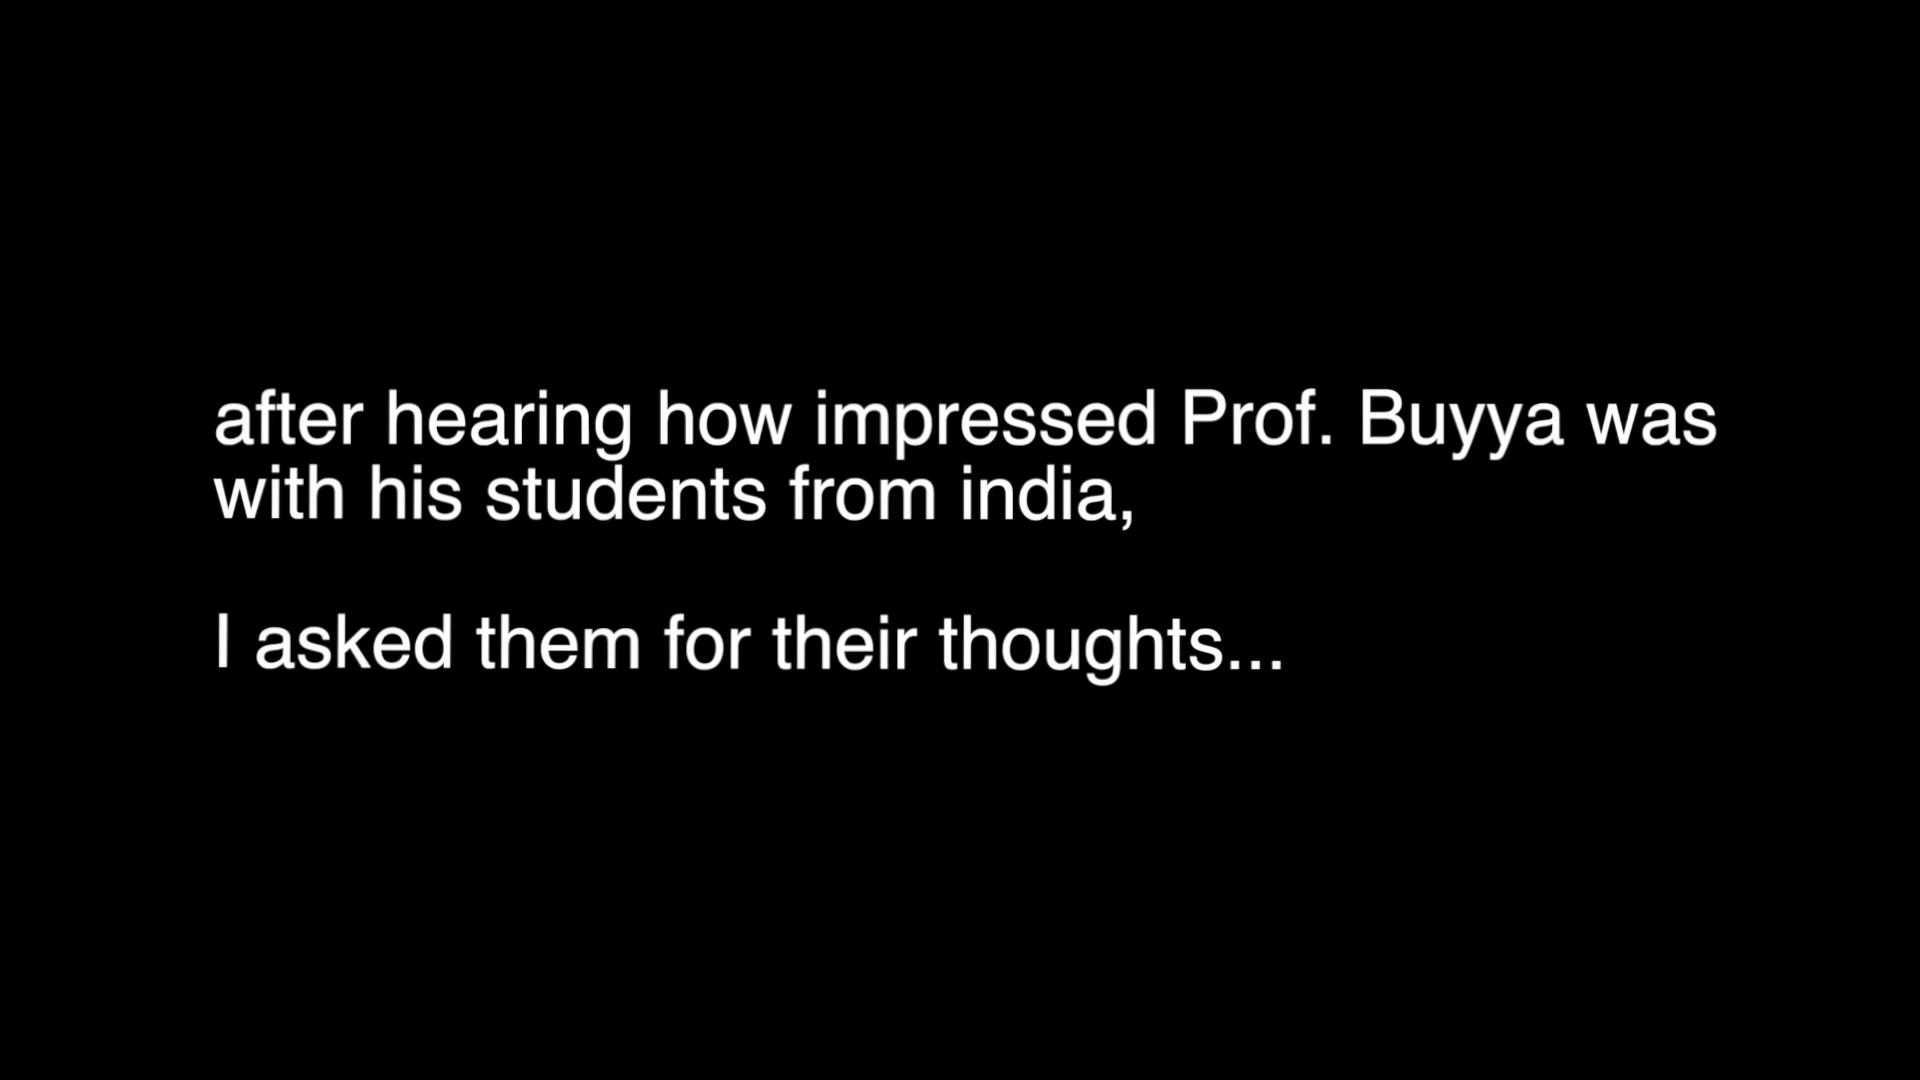 after hearing how impressed Prof. Buyya was
with his students from india,
I asked them for their thoughts...